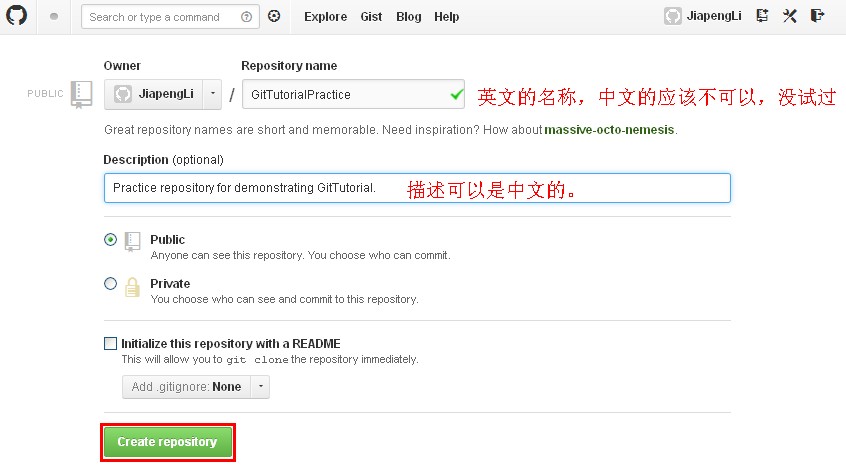 Search or type a command
Explore Gist Blog Help
JiapengLi
Owner
Repository name
PUBLIC
JiapengLi / GitTutorialPractice
英文的名称，中文的应该不可以，没试过
Great repository names are short and memorable. Need inspiration? How about massive-octo-nemesis.
Description (optional)
Practice repository for demonstrating GitTutorial.
描述可以是中文的。
Public
Anyone can see this repository. You choose who can commit.
Private
You choose who can see and commit to this repository.
Initialize this repository with a README
This will allow you to git clone the repository immediately.
Add .gitignore: None
Create repository